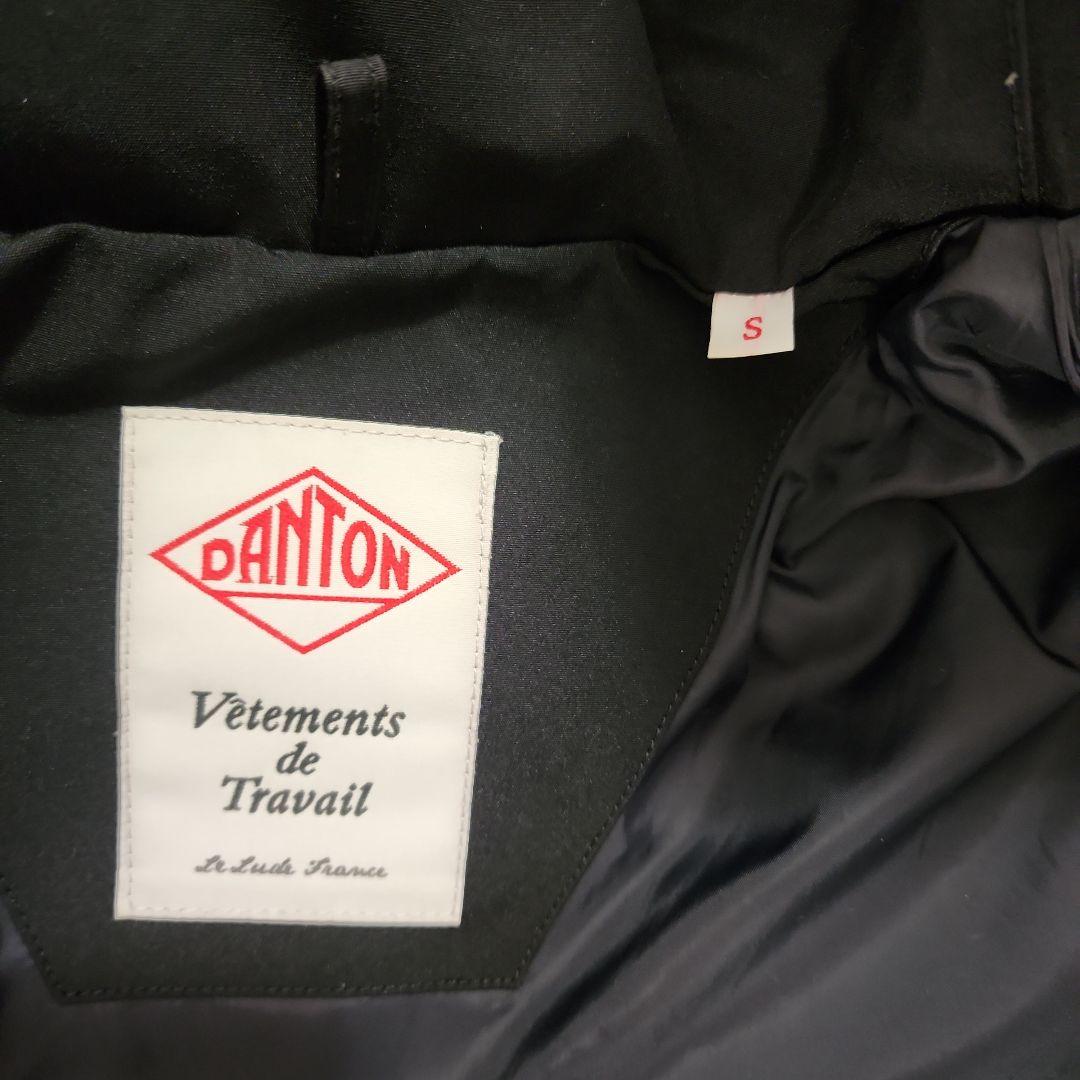 S
DANTON
Vêtements
de
Travail
Le Lude France